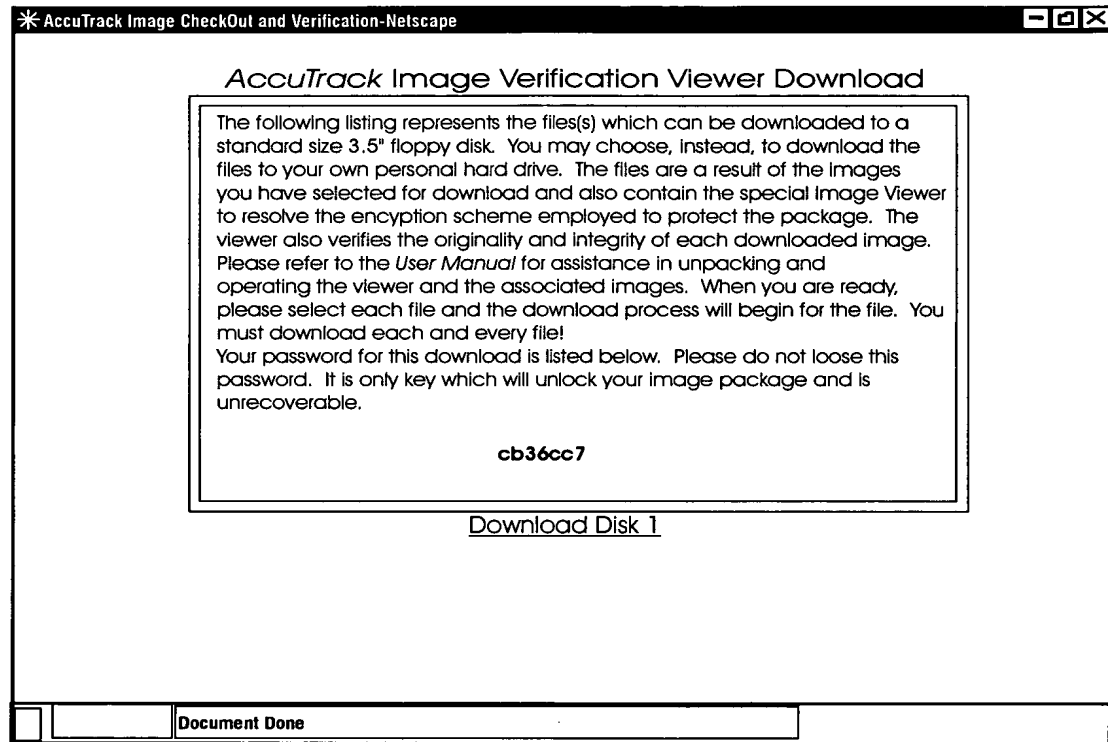 AccuTrack Image CheckOut and Verification-Netscape
AccuTrack Image Verification Viewer Download
The following listing represents the files(s) which can be downloaded to a
standard size 3.5" floppy disk. You may choose, instead, to download the
files to your own personal hard drive. The files are a result of the images
you have selected for download and also contain the special Image Viewer
to resolve the encyption scheme employed to protect the package. The
viewer also verifies the originality and integrity of each downloaded image.
Please refer to the User Manual for assistance in unpacking and
operating the viewer and the associated images. When you are ready,
please select each file and the download process will begin for the file. You
must download each and every file!
Your password for this download is listed below. Please do not loose this
password. It is only key which will unlock your image package and is
unrecoverable.
cb36cc7
Download Disk 1
Document Done